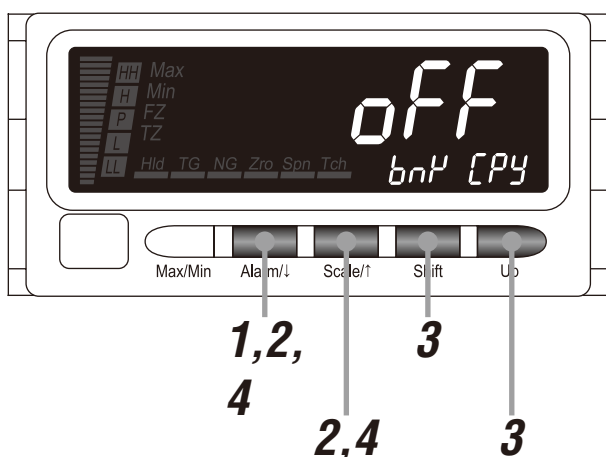 HH Max
H Min
P FZ
L TZ
LL Hld TG NG Zro Spn Tch
oFF
bnK CPY
Max/Min Alarm/↓ Scale/↑ Shift Up
1,2,
4
2,4
3
3